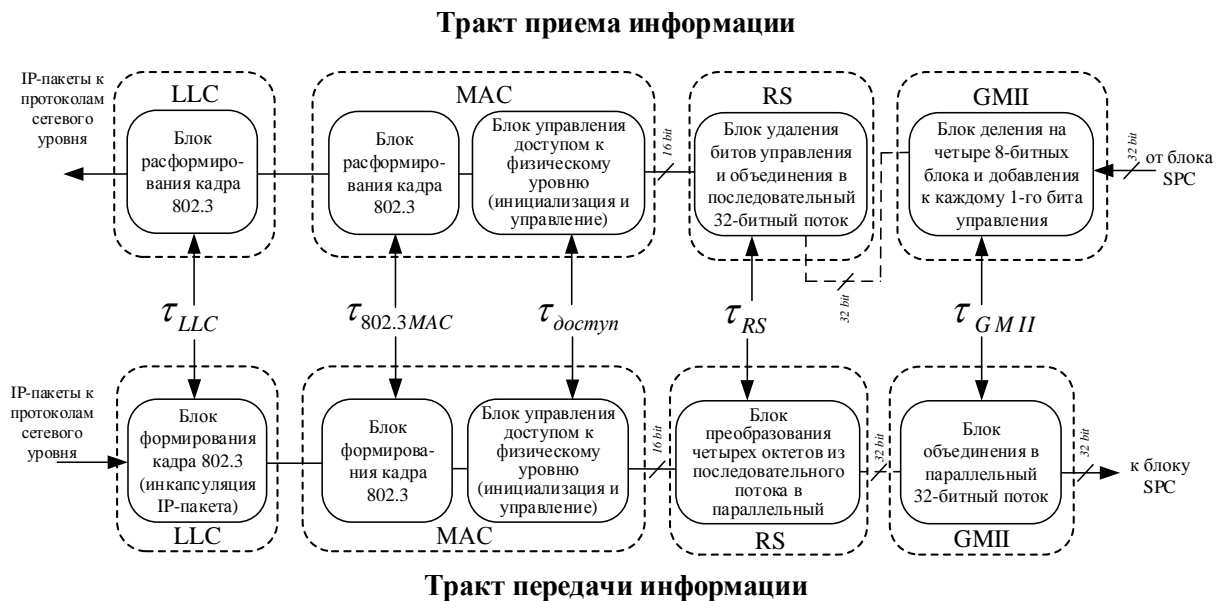 Тракт приема информации
IP-пакеты к
протоколам
сетевого
уровня
LLC
Блок
расформиро-
вания кадра
802.3
MAC
Блок
расформиро-
вания кадра
802.3
Блок управления
доступом к
физическому
уровню
(инициализация и
управление)
16 bit
RS
Блок удаления
битов управления
и объединения в
последовательный
32-битный поток
32 bit
GMII
Блок деления на
четыре 8-битных
блока и добавления
к каждому 1-го бита
управления
32 bit
от блока
SPC
τLLC
τ802.3MAC
τдоступ
τRS
τGMII
IP-пакеты к
протоколам
сетевого
уровня
Блок
формирования
кадра 802.3
(инкапсуляция
IP-пакета)
LLC
Блок
формирова-
ния кадра
802.3
Блок управления
доступом к
физическому
уровню
(инициализация и
управление)
MAC
16 bit
Блок
преобразования
четырех октетов из
последовательного
потока в
параллельный
RS
32 bit
Блок
объединения в
параллельный
32-битный поток
GMII
32 bit
к блоку
SPC
Тракт передачи информации